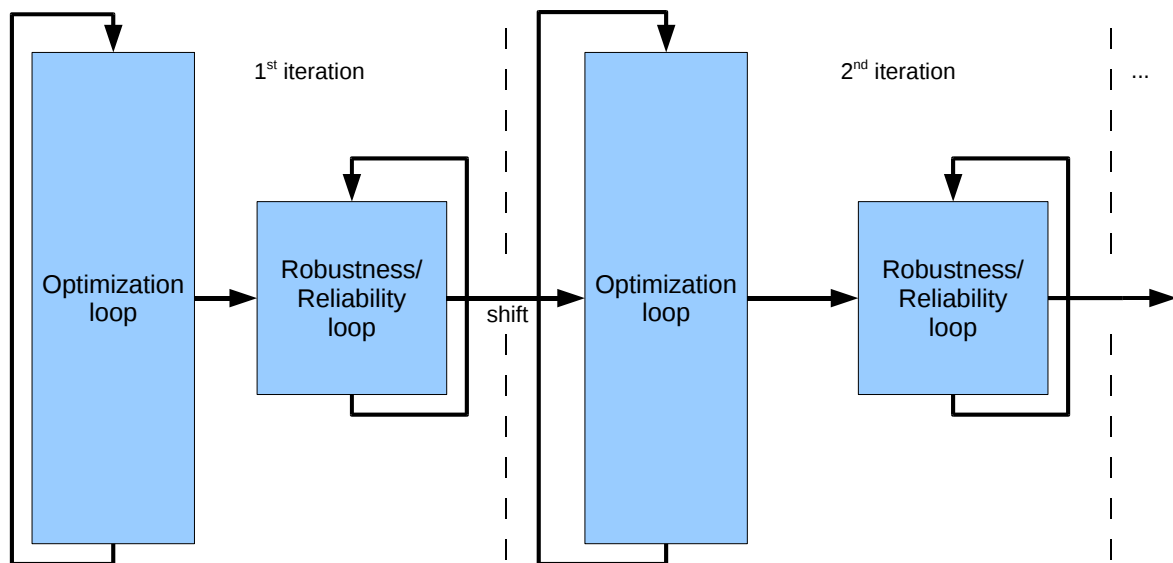 1st iteration
2nd iteration
...
Optimization
loop
Robustness/
Reliability
loop
shift
Optimization
loop
Robustness/
Reliability
loop